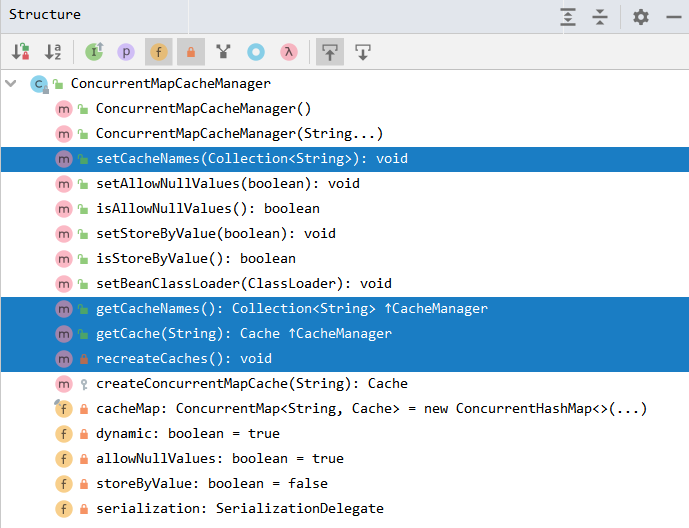 Structure
ConcurrentMapCacheManager
ConcurrentMapCacheManager()
ConcurrentMapCacheManager(String...)
setCacheNames(Collection<String>): void
setAllowNullValues(boolean): void
isAllowNullValues(): boolean
setStoreByValue(boolean): void
isStoreByValue(): boolean
setBeanClassLoader(ClassLoader): void
getCacheNames(): Collection<String> ↑CacheManager
getCache(String): Cache ↑CacheManager
recreateCaches(): void
createConcurrentMapCache(String): Cache
cacheMap: ConcurrentMap<String, Cache> = new ConcurrentHashMap<>(...)
dynamic: boolean = true
allowNullValues: boolean = true
storeByValue: boolean = false
serialization: SerializationDelegate